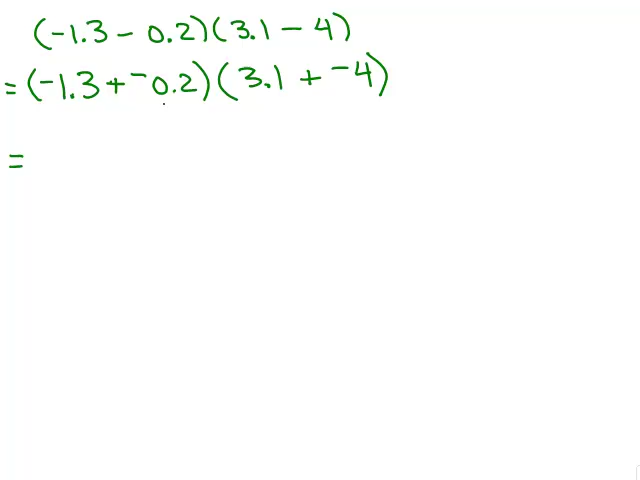 (-1.3 - 0.2)(3.1 - 4)
= (⁻1.3 + ⁻0.2)(3.1 + ⁻4)
=